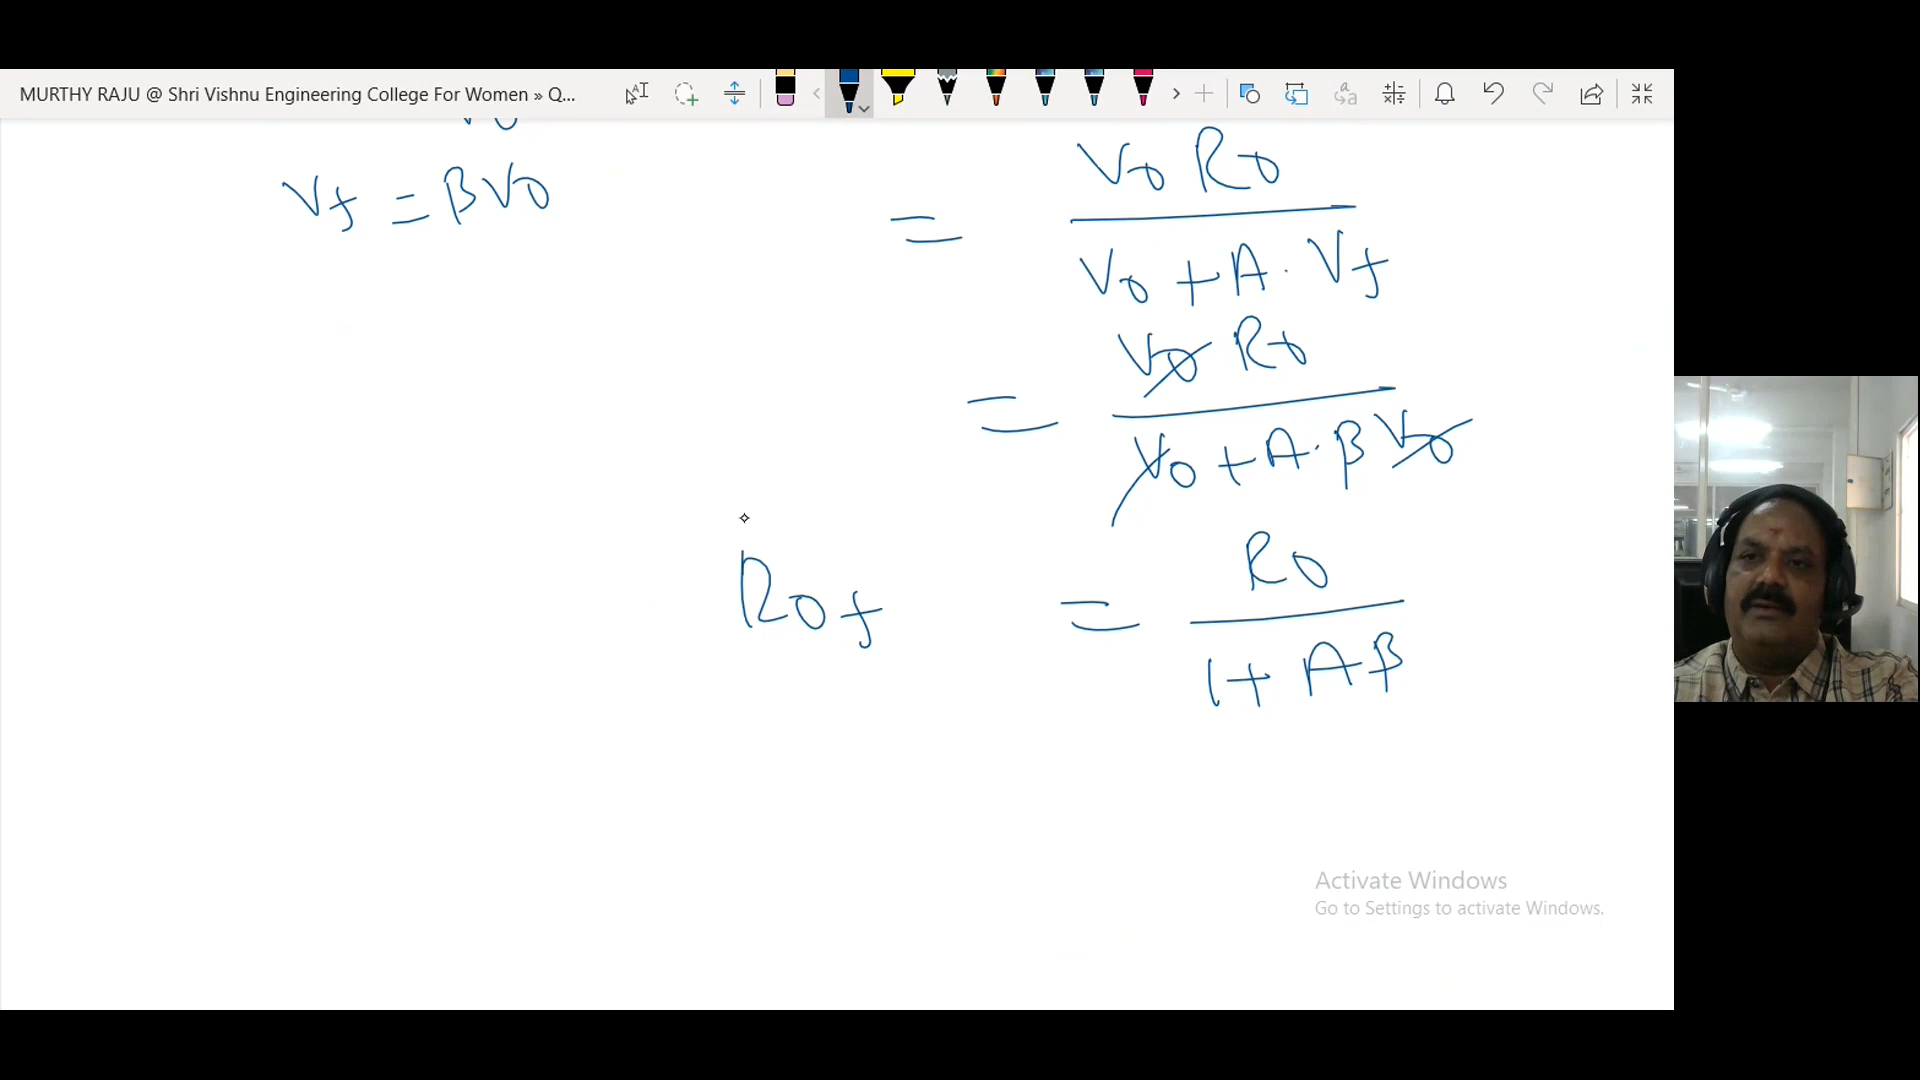 MURTHY RAJU @ Shri Vishnu Engineering College For Women » Q...
Vf = βVo
= Vo Ro / Vo + A · Vf
= Vo Ro / Vo + A · β Vo
Rof = Ro / 1 + Aβ
Activate Windows
Go to Settings to activate Windows.